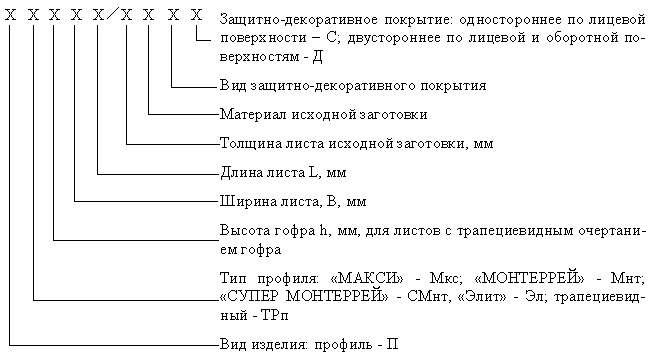 X X X X X / X X X X
Защитно-декоративное покрытие: одностороннее по лицевой
поверхности – С; двустороннее по лицевой и оборотной по-
верхностям - Д
Вид защитно-декоративного покрытия
Материал исходной заготовки
Толщина листа исходной заготовки, мм
Длина листа L, мм
Ширина листа, В, мм
Высота гофра h, мм, для листов с трапециевидным очертани-
ем гофра
Тип профиля: «МАКСИ» - Мкс; «МОНТЕРРЕЙ» - Мнт;
«СУПЕР МОНТЕРРЕЙ» - СМнт, «Элит» - Эл; трапециевид-
ный - ТРп
Вид изделия: профиль - П